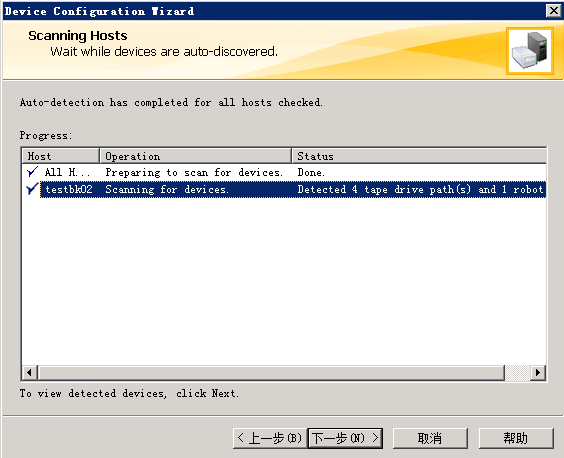 Device Configuration Wizard
Scanning Hosts
Wait while devices are auto-discovered.
Auto-detection has completed for all hosts checked.
Progress:
Host Operation Status
All H... Preparing to scan for devices. Done.
testbk02 Scanning for devices. Detected 4 tape drive path(s) and 1 robot
To view detected devices, click Next.
< 上一步(B) 下一步(N) > 取消 帮助